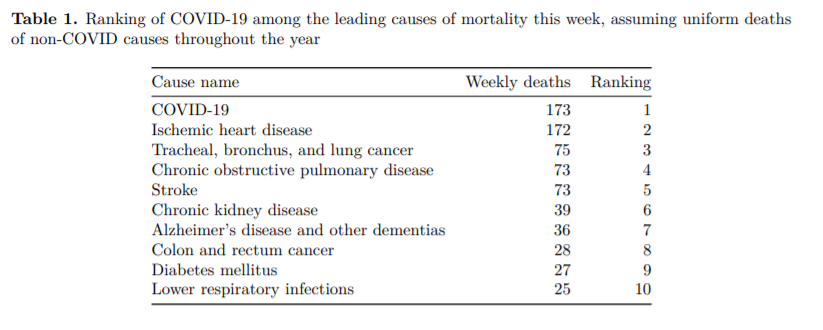 Table 1. Ranking of COVID-19 among the leading causes of mortality this week, assuming uniform deaths
of non-COVID causes throughout the year
Cause name Weekly deaths Ranking
COVID-19 173 1
Ischemic heart disease 172 2
Tracheal, bronchus, and lung cancer 75 3
Chronic obstructive pulmonary disease 73 4
Stroke 73 5
Chronic kidney disease 39 6
Alzheimer's disease and other dementias 36 7
Colon and rectum cancer 28 8
Diabetes mellitus 27 9
Lower respiratory infections 25 10